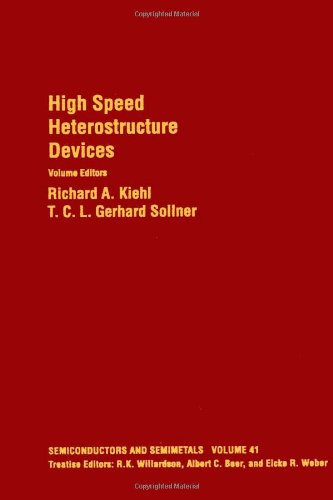 High Speed
Heterostructure
Devices
Volume Editors
Richard A. Kiehl
T. C. L. Gerhard Sollner
SEMICONDUCTORS AND SEMIMETALS VOLUME 41
Treatise Editors: R.K. Willardson, Albert C. Beer, and Eicke R. Weber